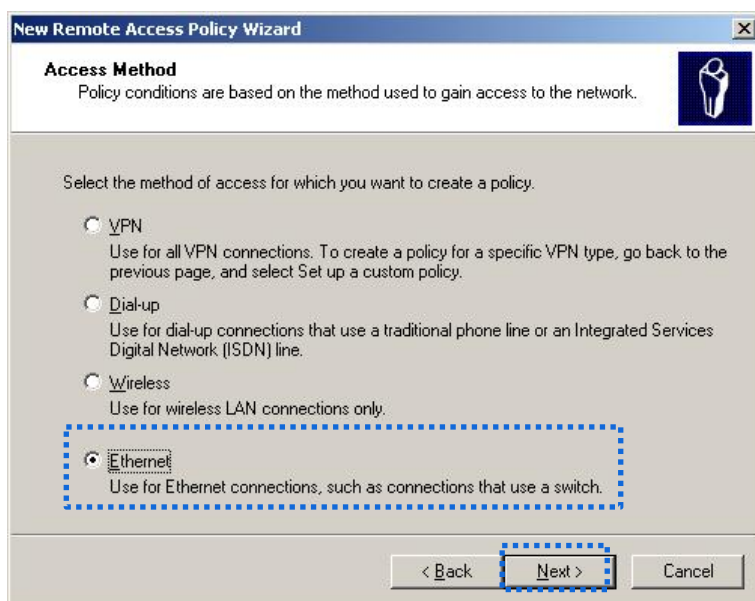 New Remote Access Policy Wizard
Access Method
Policy conditions are based on the method used to gain access to the network.
Select the method of access for which you want to create a policy.
VPN
Use for all VPN connections. To create a policy for a specific VPN type, go back to the
previous page, and select Set up a custom policy.
Dial-up
Use for dial-up connections that use a traditional phone line or an Integrated Services
Digital Network (ISDN) line.
Wireless
Use for wireless LAN connections only.
Ethernet
Use for Ethernet connections, such as connections that use a switch.
< Back Next > Cancel